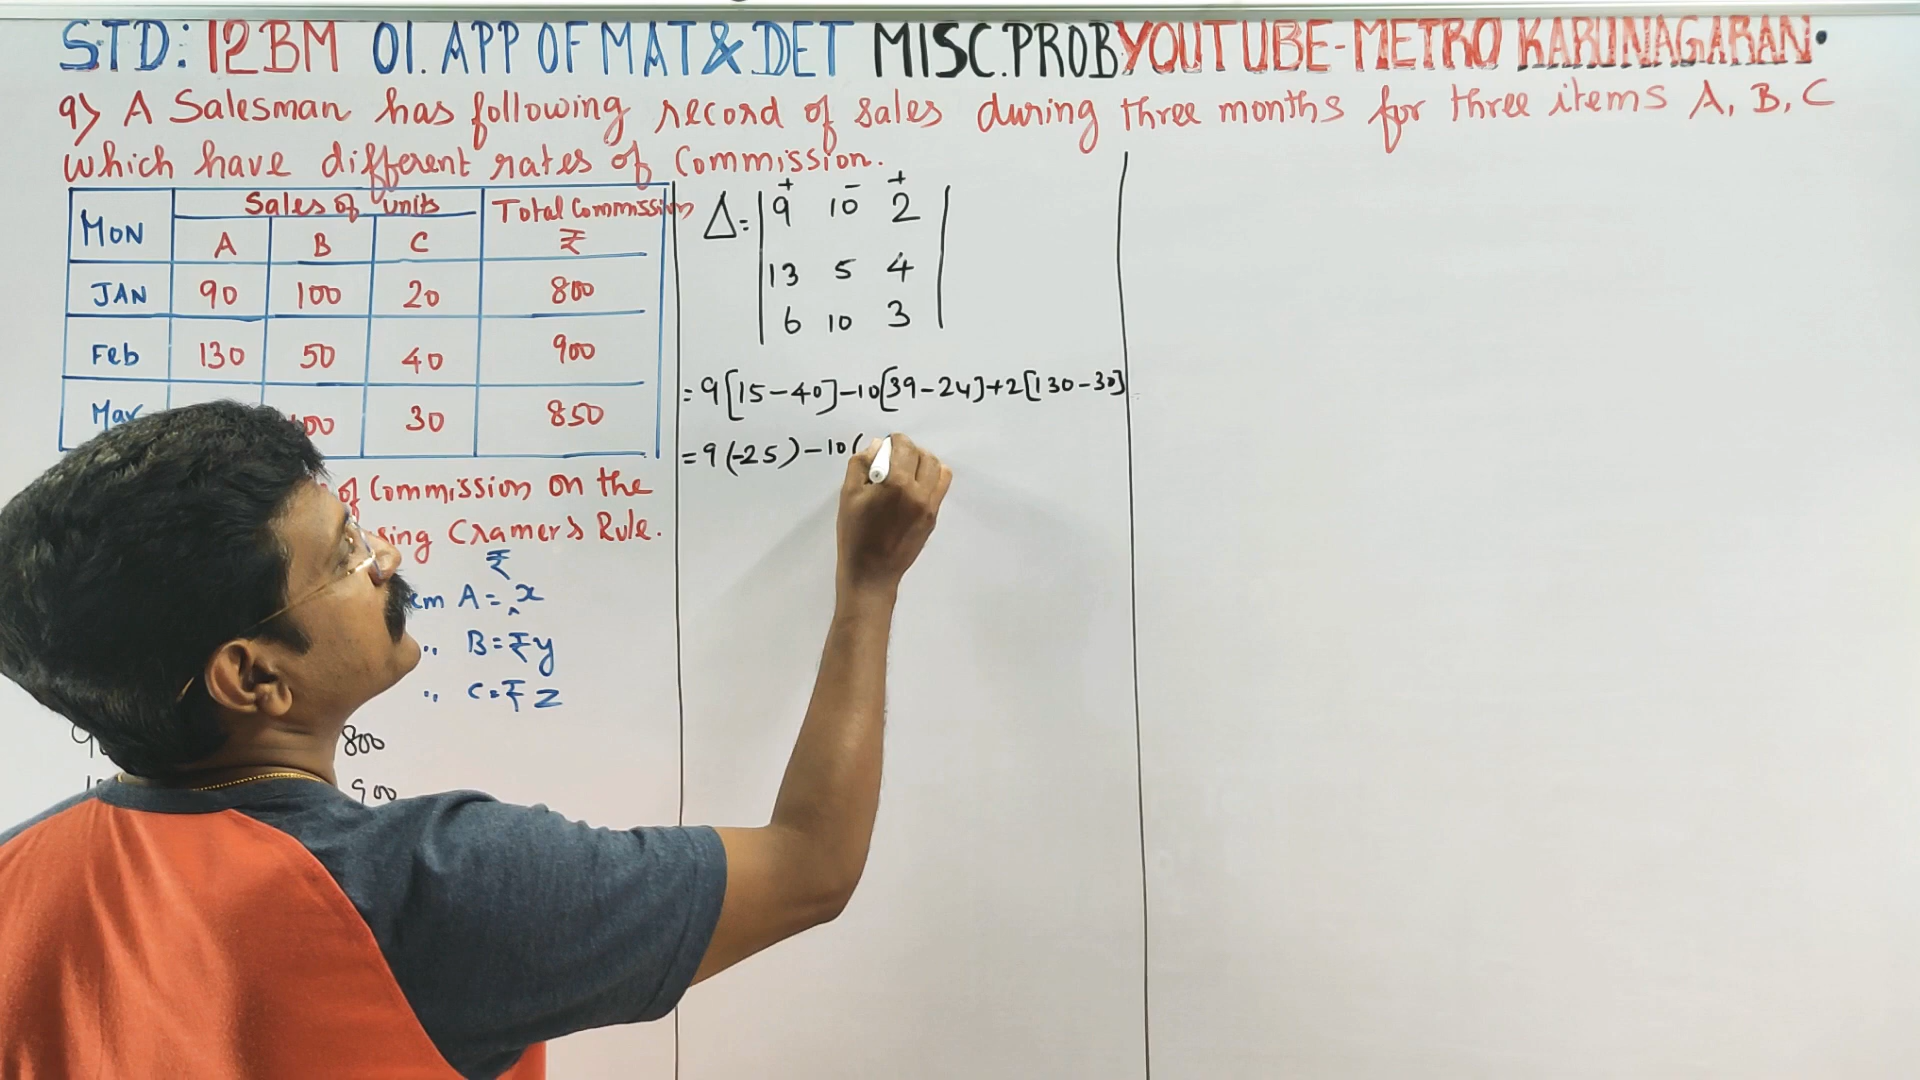 STD: 12BM 01. APP OF MAT & DET MISC. PROB YOUTUBE-METRO KARUNAGARAN.
9) A Salesman has following record of sales during three months for three items A, B, C
which have different rates of Commission.
MON Sales of units Total Commission
A B C ₹
JAN 90 100 20 800
Feb 130 50 40 900
Mar 100 30 850
of Commission on the
using Cramer's Rule.
₹
A = x
,, B = ₹ y
,, C = ₹ z
800
900
+ - +
Δ = | 9 10 2 |
| 13 5 4 |
| 6 10 3 |
= 9[15-40]-10[39-24]+2[130-30]
= 9(-25)-10(